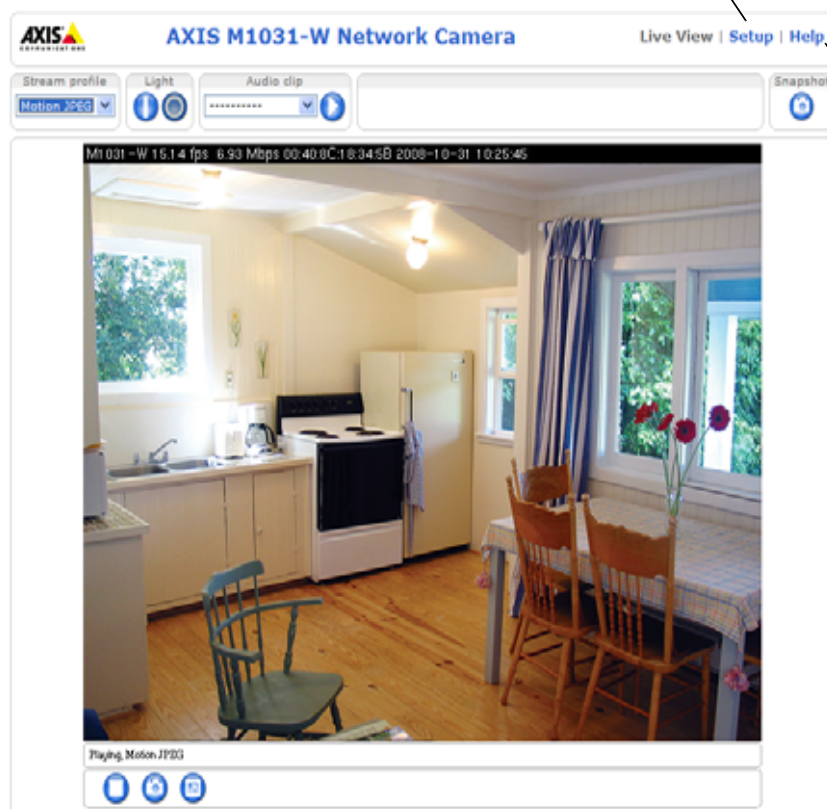 AXIS
COMMUNICATIONS
AXIS M1031-W Network Camera
Live View | Setup | Help
Stream profile
Light
Audio clip
Snapshot
Motion JPEG
----------
M1031-W 15.14 fps 6.93 Mbps 00:40:8C:18:34:5B 2008-10-31 10:25:45
Playing, Motion JPEG